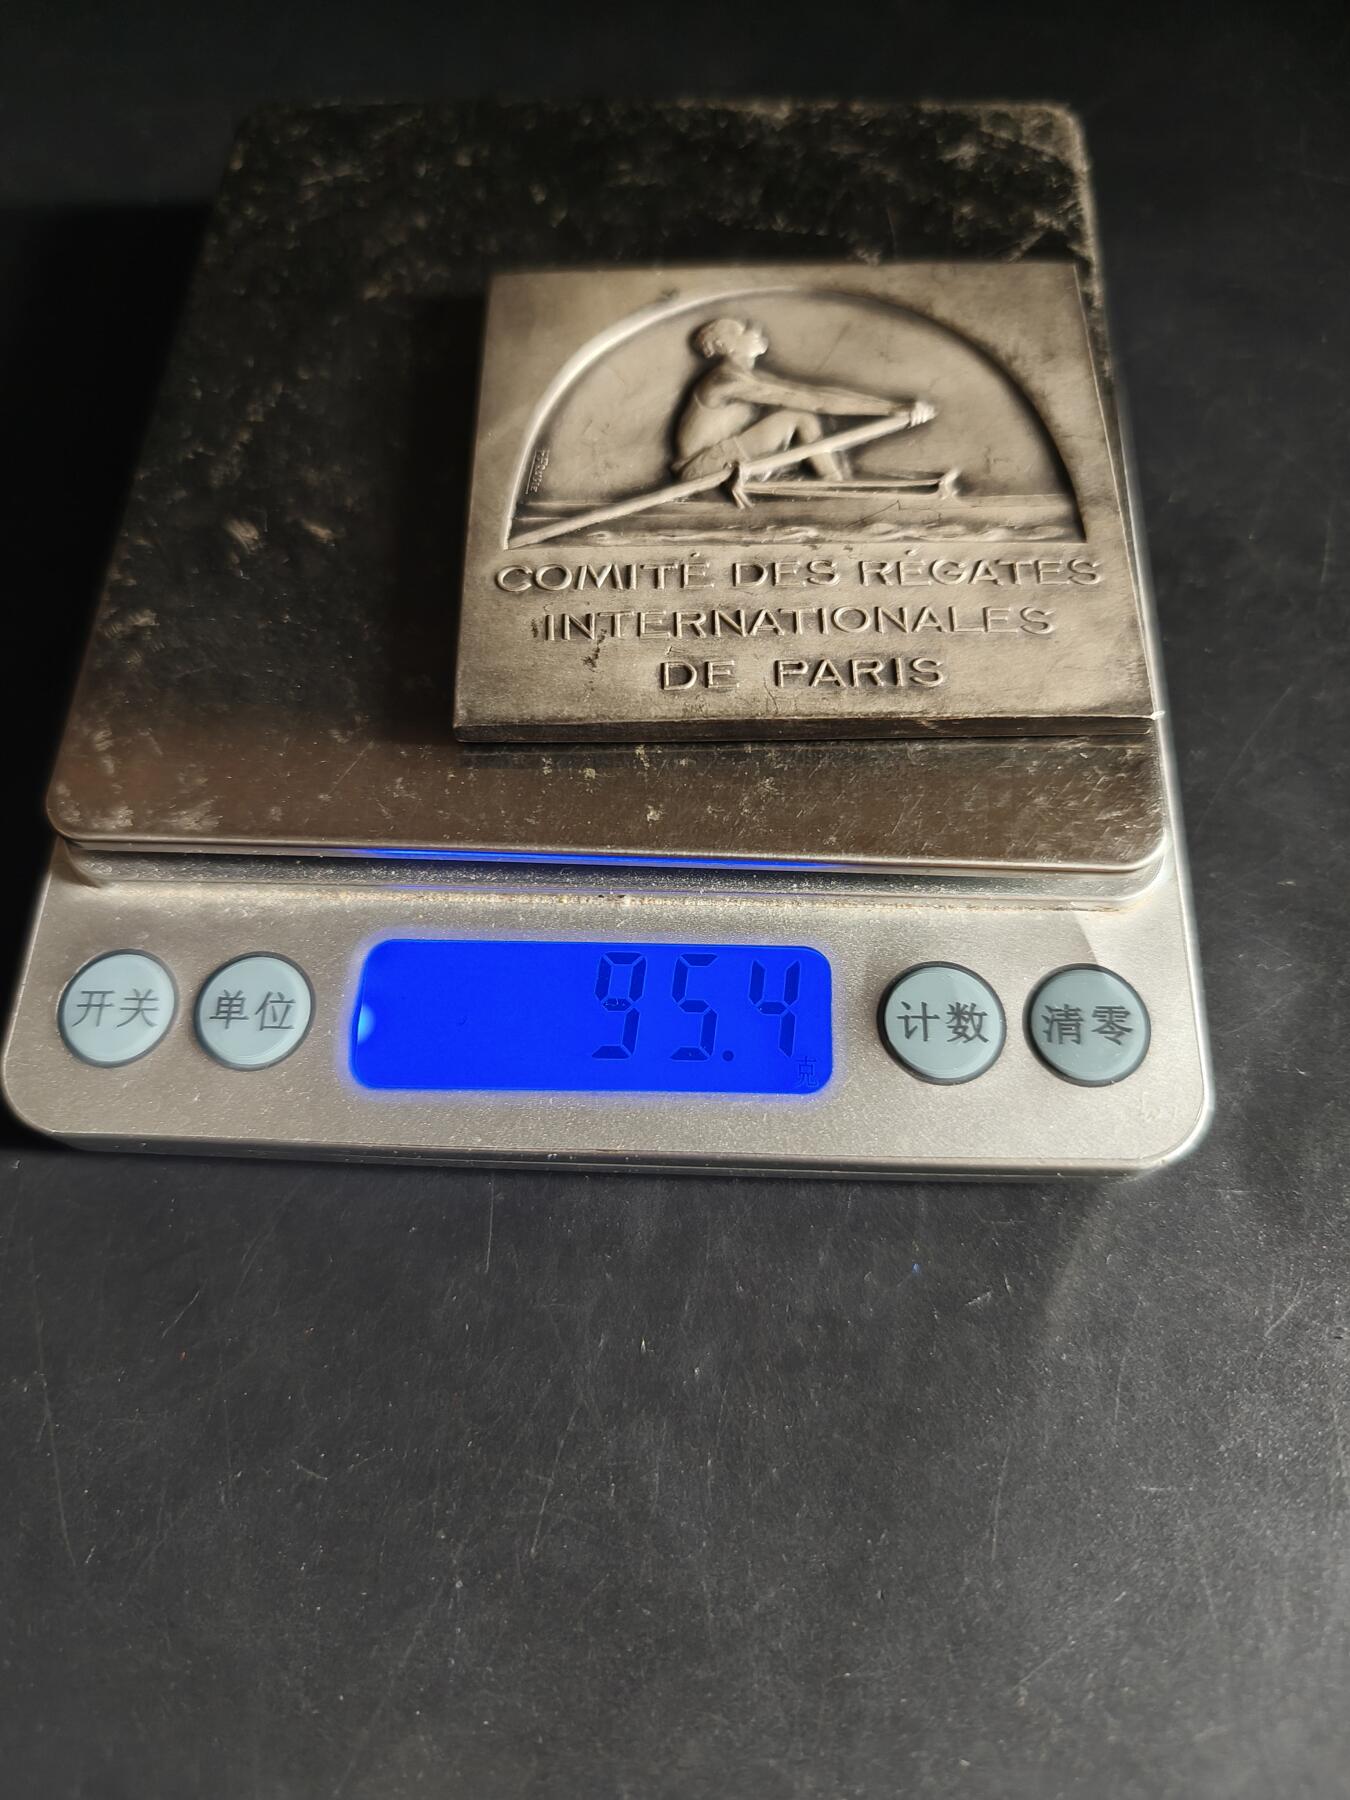 COMITÉ DES RÉGATES
INTERNATIONALES
DE PARIS
开关
单位
95.4
克
计数
清零